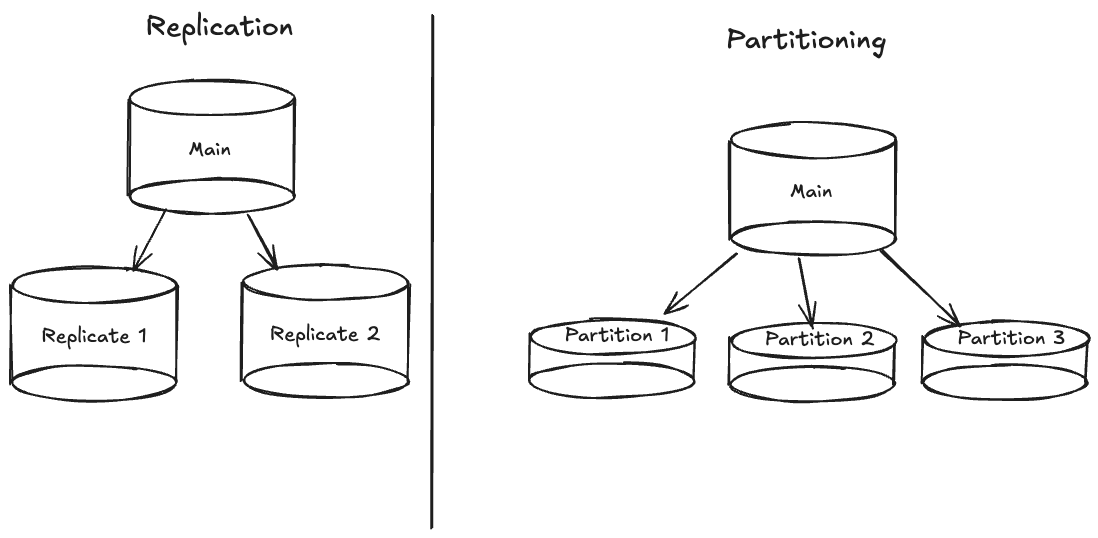 Replication
Main
Replicate 1
Replicate 2
Partitioning
Main
Partition 1
Partition 2
Partition 3